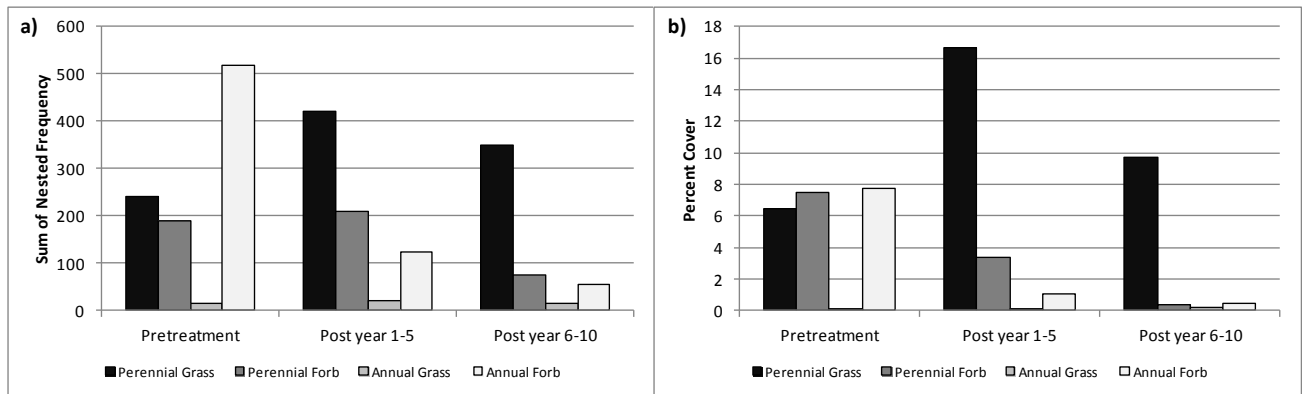 a)
Sum of Nested Frequency
600
500
400
300
200
100
0
Pretreatment Post year 1-5 Post year 6-10
Perennial Grass Perennial Forb Annual Grass Annual Forb
b)
Percent Cover
18
16
14
12
10
8
6
4
2
0
Pretreatment Post year 1-5 Post year 6-10
Perennial Grass Perennial Forb Annual Grass Annual Forb